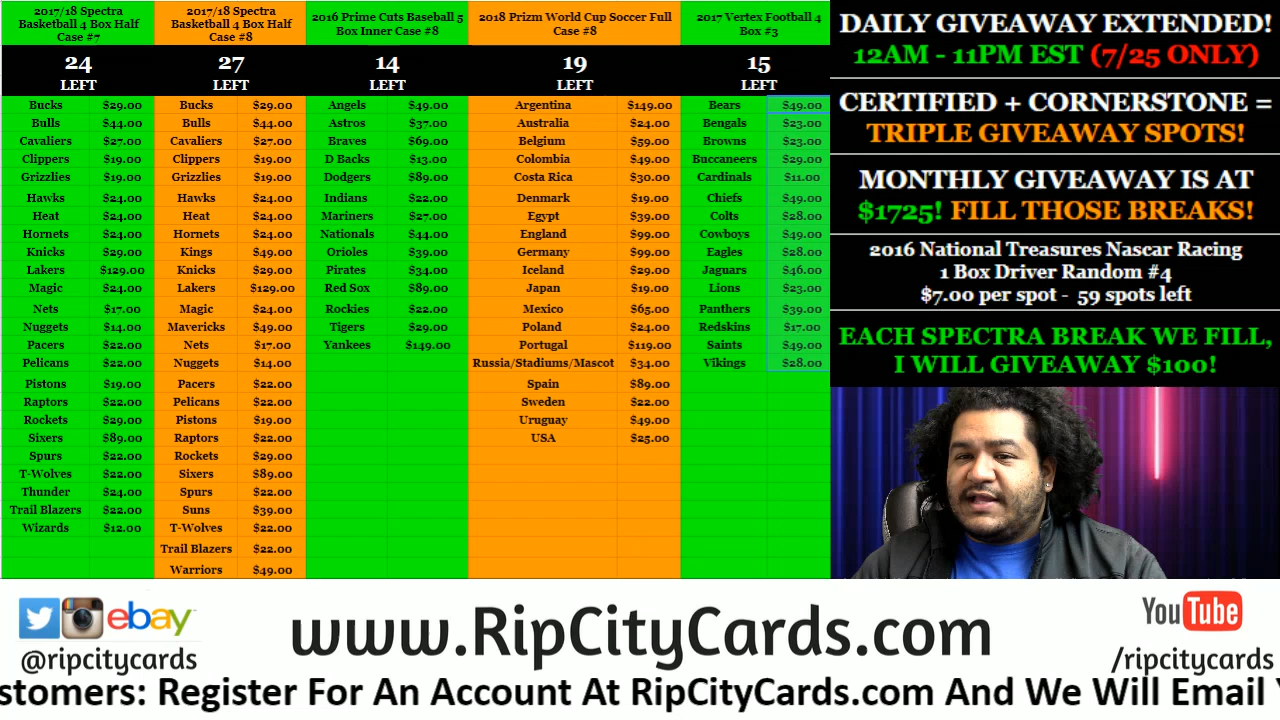 2017/18 Spectra
Basketball 4 Box Half
Case #7
24
LEFT
Bucks $29.00
Bulls $44.00
Cavaliers $27.00
Clippers $19.00
Grizzlies $19.00
Hawks $24.00
Heat $24.00
Hornets $24.00
Knicks $29.00
Lakers $129.00
Magic $24.00
Nets $17.00
Nuggets $14.00
Pacers $22.00
Pelicans $22.00
Pistons $19.00
Raptors $22.00
Rockets $29.00
Sixers $89.00
Spurs $22.00
T-Wolves $22.00
Thunder $24.00
Trail Blazers $22.00
Wizards $12.00
2017/18 Spectra
Basketball 4 Box Half
Case #8
27
LEFT
Bucks $29.00
Bulls $44.00
Cavaliers $27.00
Clippers $19.00
Grizzlies $19.00
Hawks $24.00
Heat $24.00
Hornets $24.00
Kings $49.00
Knicks $29.00
Lakers $129.00
Magic $24.00
Mavericks $49.00
Nets $17.00
Nuggets $14.00
Pacers $22.00
Pelicans $22.00
Pistons $19.00
Raptors $22.00
Rockets $29.00
Sixers $89.00
Spurs $22.00
Suns $39.00
T-Wolves $22.00
Trail Blazers $22.00
Warriors $49.00
2016 Prime Cuts Baseball 5
Box Inner Case #8
14
LEFT
Angels $49.00
Astros $37.00
Braves $69.00
D Backs $13.00
Dodgers $89.00
Indians $22.00
Mariners $27.00
Nationals $44.00
Orioles $39.00
Pirates $34.00
Red Sox $89.00
Rockies $22.00
Tigers $29.00
Yankees $149.00
2018 Prizm World Cup Soccer Full
Case #8
19
LEFT
Argentina $149.00
Australia $24.00
Belgium $59.00
Colombia $49.00
Costa Rica $30.00
Denmark $19.00
Egypt $39.00
England $99.00
Germany $99.00
Iceland $29.00
Japan $19.00
Mexico $65.00
Poland $24.00
Portugal $119.00
Russia/Stadiums/Mascot $34.00
Spain $89.00
Sweden $22.00
Uruguay $49.00
USA $25.00
2017 Vertex Football 4
Box #3
15
LEFT
Bears $49.00
Bengals $23.00
Browns $23.00
Buccaneers $29.00
Cardinals $11.00
Chiefs $49.00
Colts $28.00
Cowboys $49.00
Eagles $28.00
Jaguars $46.00
Lions $23.00
Panthers $39.00
Redskins $17.00
Saints $49.00
Vikings $28.00
DAILY GIVEAWAY EXTENDED!
12AM - 11PM EST (7/25 ONLY)
CERTIFIED + CORNERSTONE =
TRIPLE GIVEAWAY SPOTS!
MONTHLY GIVEAWAY IS AT
$1725! FILL THOSE BREAKS!
2016 National Treasures Nascar Racing
1 Box Driver Random #4
$7.00 per spot - 59 spots left
EACH SPECTRA BREAK WE FILL,
I WILL GIVEAWAY $100!
ebay
@ripcitycards
www.RipCityCards.com
YouTube
/ripcitycards
stomers: Register For An Account At RipCityCards.com And We Will Email